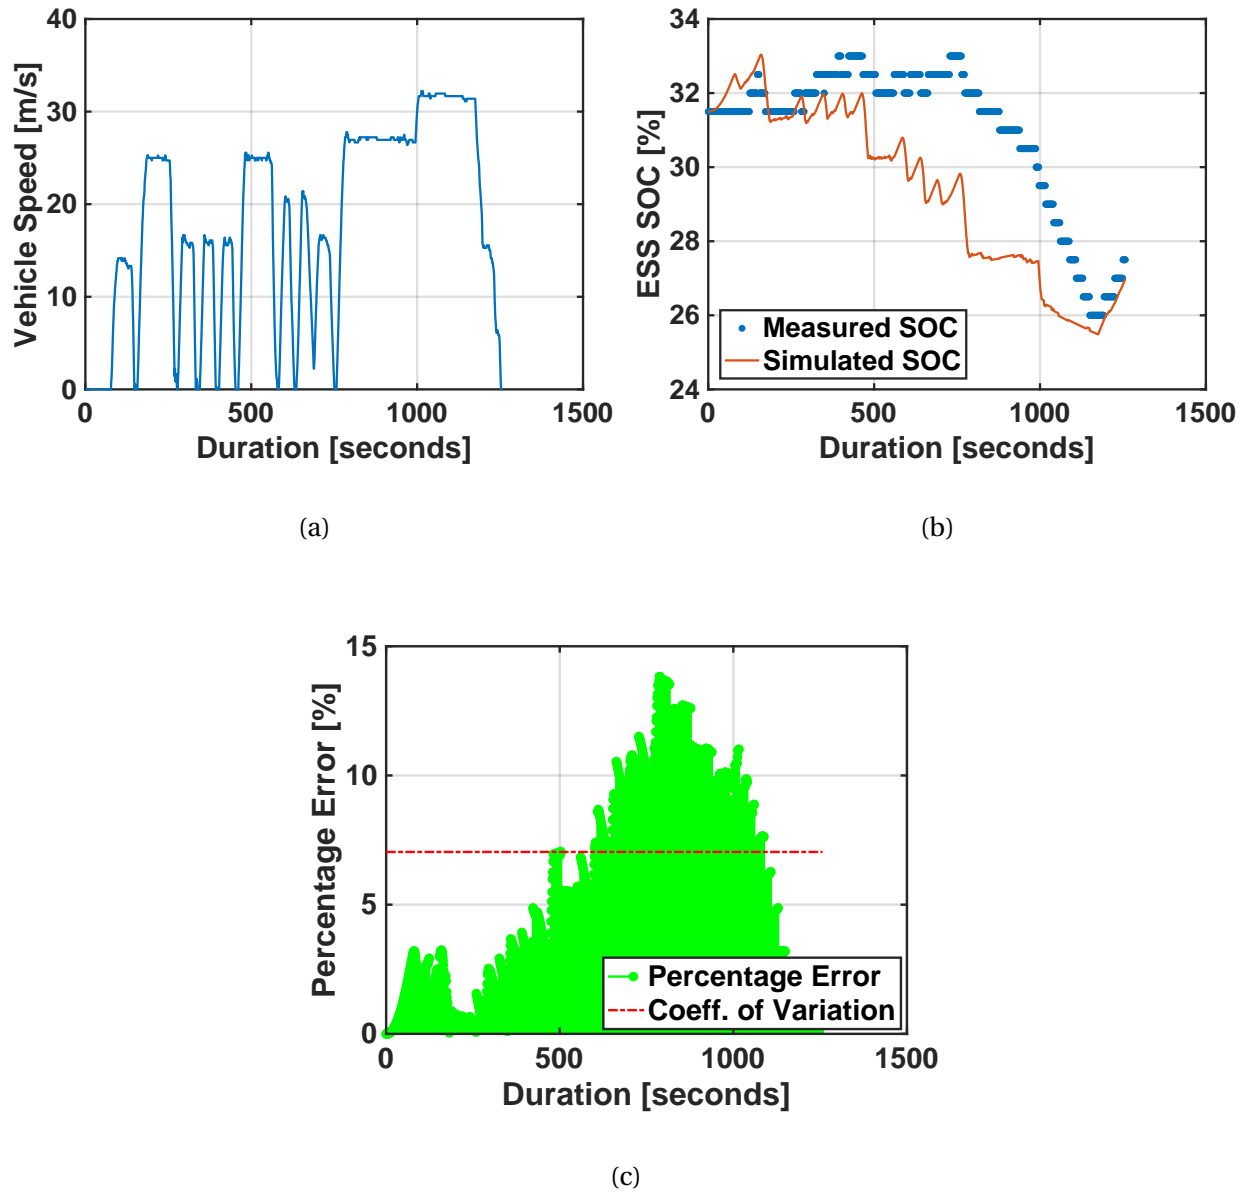 40
30
20
10
0
Vehicle Speed [m/s]
0 500 1000 1500
Duration [seconds]
(a)
34
32
30
28
26
24
ESS SOC [%]
Measured SOC
Simulated SOC
0 500 1000 1500
Duration [seconds]
(b)
15
10
5
0
Percentage Error [%]
Percentage Error
Coeff. of Variation
0 500 1000 1500
Duration [seconds]
(c)